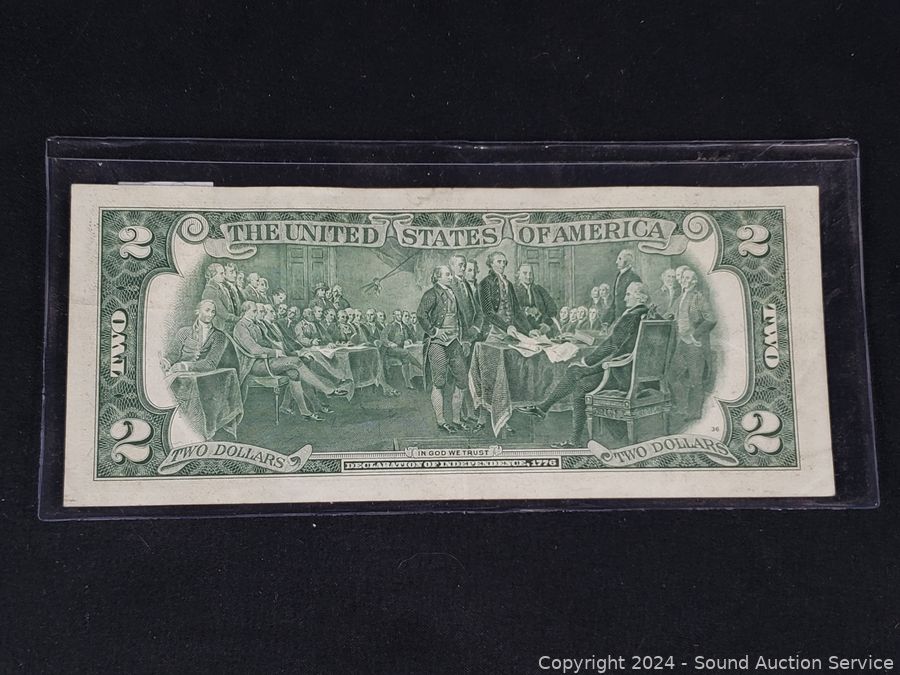 THE UNITED STATES OF AMERICA
2
2
TWO
TWO
36
2
2
TWO DOLLARS
IN GOD WE TRUST
TWO DOLLARS
DECLARATION OF INDEPENDENCE, 1776
Copyright © 2024 - Sound Auction Service